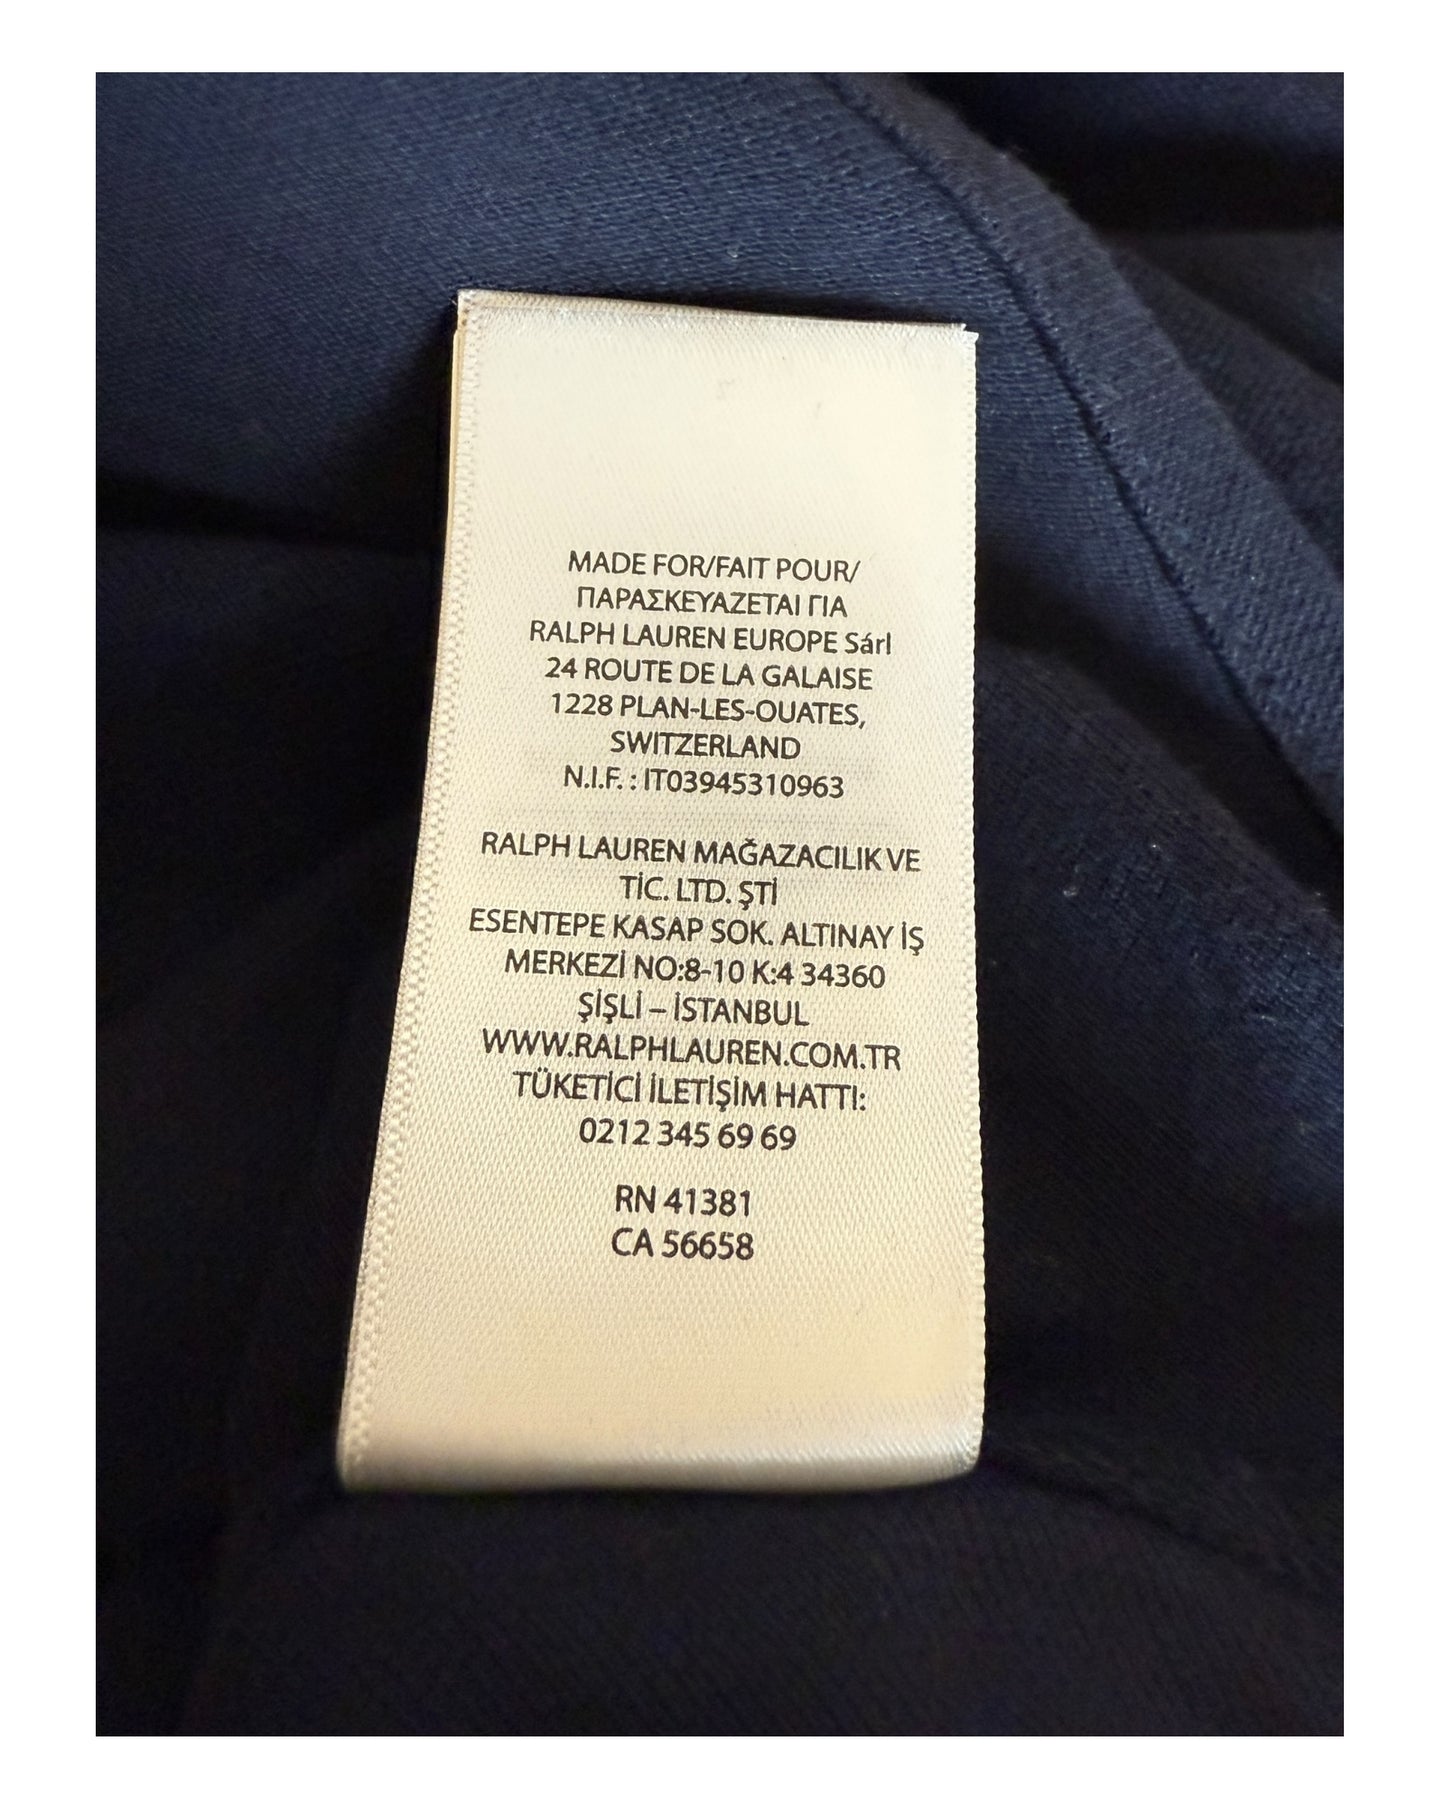 MADE FOR/FAIT POUR/
ΠΑΡΑΣΚΕΥΑΖΕΤΑΙ ΓΙΑ
RALPH LAUREN EUROPE Sárl
24 ROUTE DE LA GALAISE
1228 PLAN-LES-OUATES,
SWITZERLAND
N.I.F. : IT03945310963
RALPH LAUREN MAĞAZACILIK VE
TİC. LTD. ŞTİ
ESENTEPE KASAP SOK. ALTINAY İŞ
MERKEZİ NO:8-10 K:4 34360
ŞİŞLİ – İSTANBUL
WWW.RALPHLAUREN.COM.TR
TÜKETİCİ İLETİŞİM HATTI:
0212 345 69 69
RN 41381
CA 56658